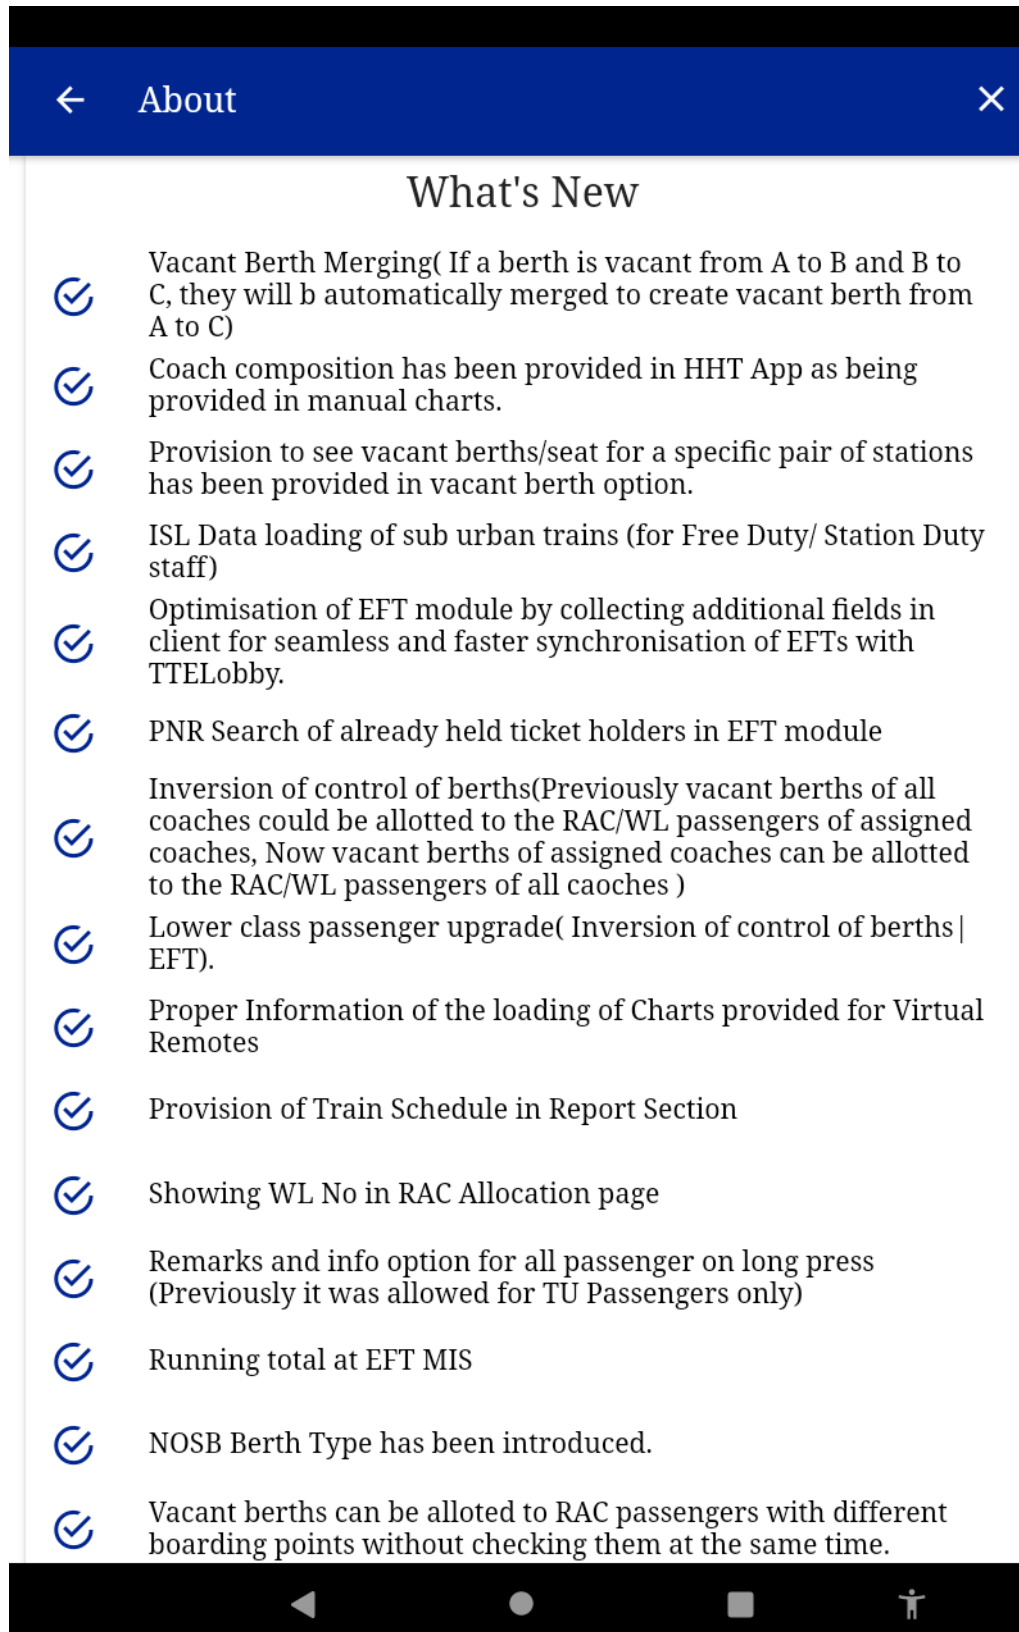 About
What's New
Vacant Berth Merging( If a berth is vacant from A to B and B to
C, they will b automatically merged to create vacant berth from
A to C)
Coach composition has been provided in HHT App as being
provided in manual charts.
Provision to see vacant berths/seat for a specific pair of stations
has been provided in vacant berth option.
ISL Data loading of sub urban trains (for Free Duty/ Station Duty
staff)
Optimisation of EFT module by collecting additional fields in
client for seamless and faster synchronisation of EFTs with
TTELobby.
PNR Search of already held ticket holders in EFT module
Inversion of control of berths(Previously vacant berths of all
coaches could be allotted to the RAC/WL passengers of assigned
coaches, Now vacant berths of assigned coaches can be allotted
to the RAC/WL passengers of all caoches )
Lower class passenger upgrade( Inversion of control of berths|
EFT).
Proper Information of the loading of Charts provided for Virtual
Remotes
Provision of Train Schedule in Report Section
Showing WL No in RAC Allocation page
Remarks and info option for all passenger on long press
(Previously it was allowed for TU Passengers only)
Running total at EFT MIS
NOSB Berth Type has been introduced.
Vacant berths can be alloted to RAC passengers with different
boarding points without checking them at the same time.